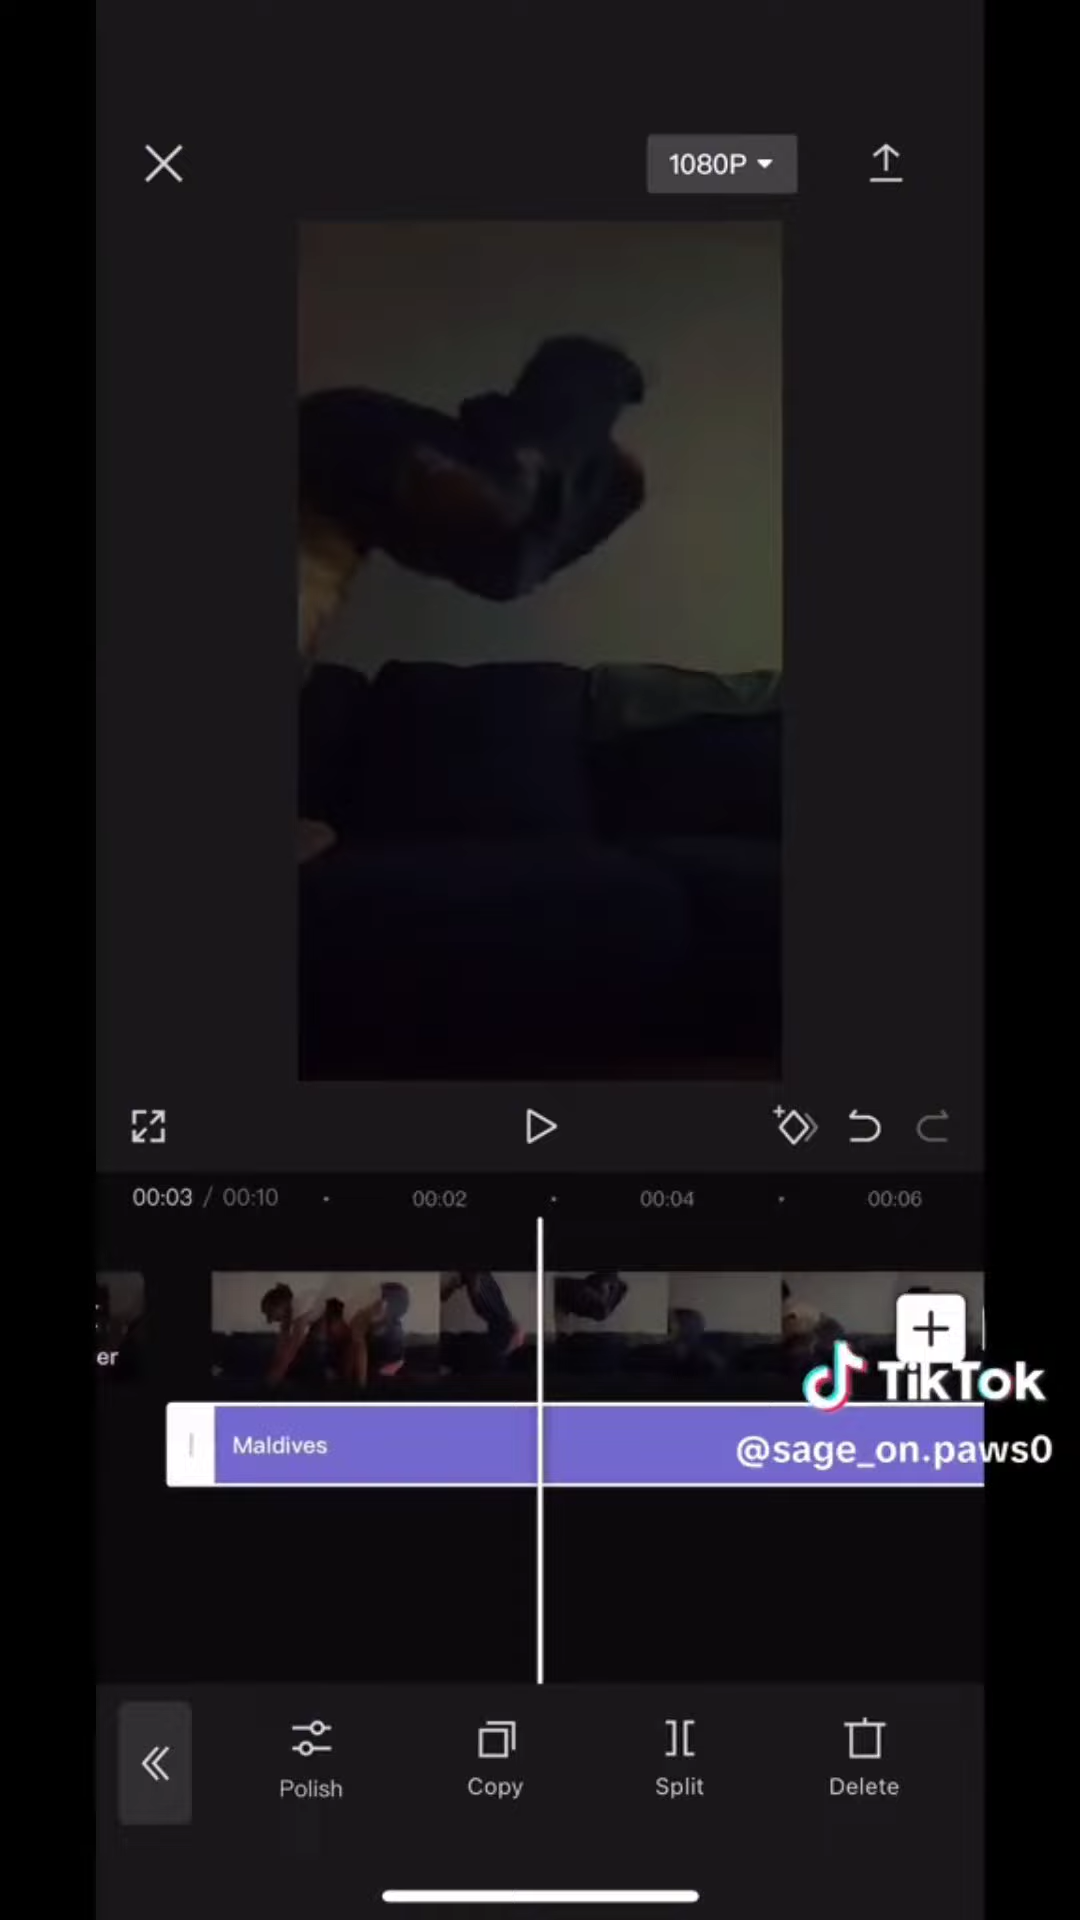 1080P
00:03 / 00:10
00:02
00:04
00:06
er
TikTok
Maldives
@sage_on.paws0
Polish
Copy
Split
Delete